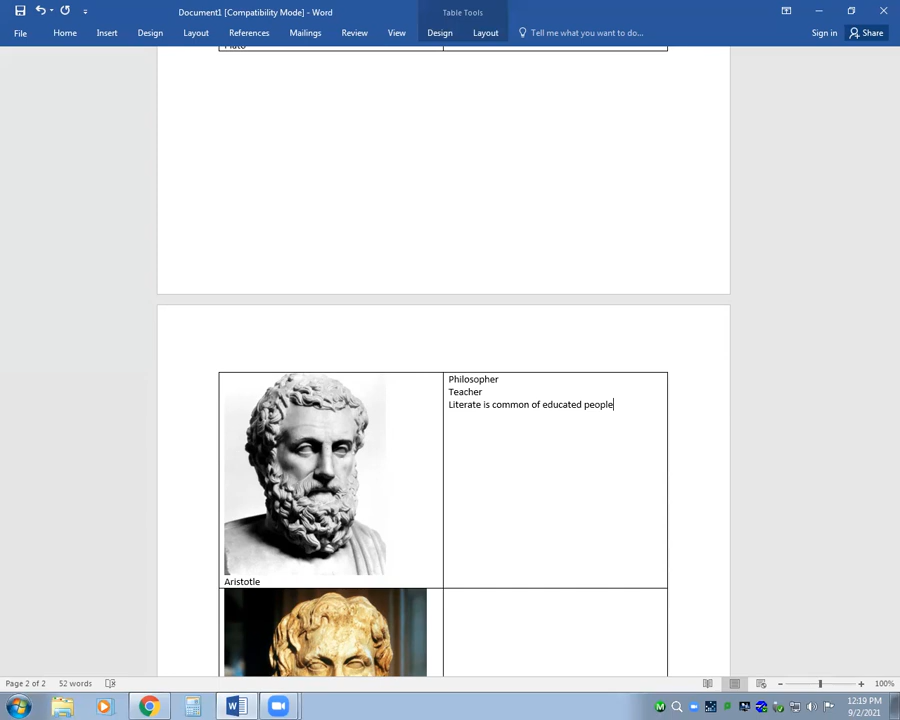 Document1 [Compatibility Mode] - Word
Table Tools
File
Home
Insert
Design
Layout
References
Mailings
Review
View
Design
Layout
Tell me what you want to do...
Sign in
Share
Plato
Philosopher
Teacher
Literate is common of educated people
Aristotle
Page 2 of 2
52 words
100%
12:19 PM
9/2/2021